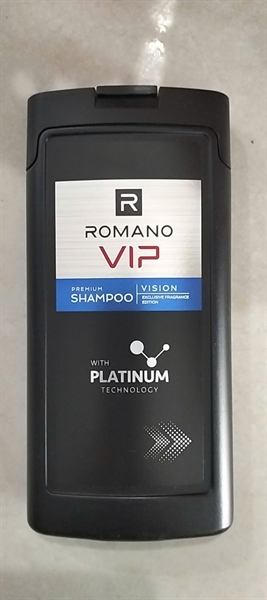 R
ROMANO
VIP
PREMIUM
SHAMPOO
VISION
EXCLUSIVE FRAGRANCE
EDITION
WITH
PLATINUM
TECHNOLOGY